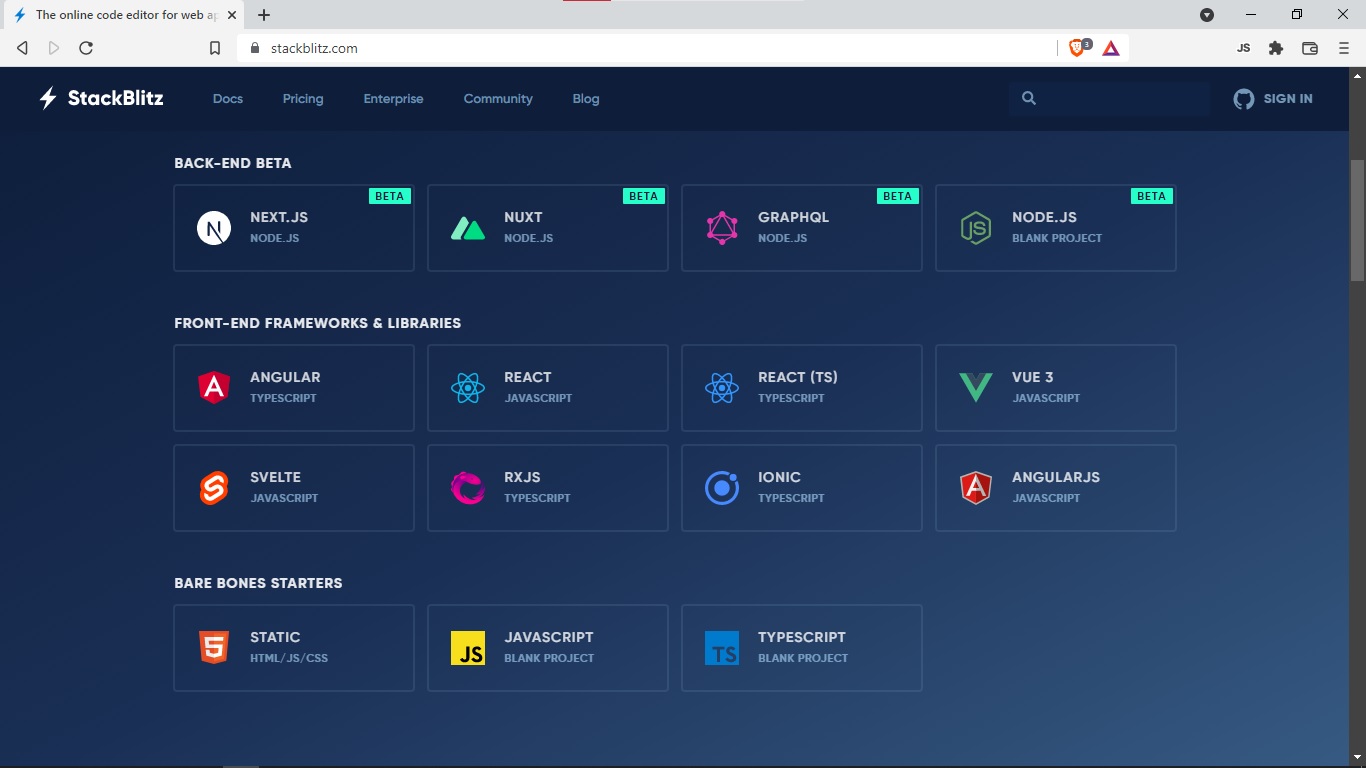 The online code editor for web ap
stackblitz.com
3
JS
StackBlitz
Docs
Pricing
Enterprise
Community
Blog
SIGN IN
BACK-END BETA
BETA
NEXT.JS
NODE.JS
BETA
NUXT
NODE.JS
BETA
GRAPHQL
NODE.JS
BETA
JS
NODE.JS
BLANK PROJECT
FRONT-END FRAMEWORKS & LIBRARIES
ANGULAR
TYPESCRIPT
REACT
JAVASCRIPT
REACT (TS)
TYPESCRIPT
VUE 3
JAVASCRIPT
SVELTE
JAVASCRIPT
RXJS
TYPESCRIPT
IONIC
TYPESCRIPT
ANGULARJS
JAVASCRIPT
BARE BONES STARTERS
STATIC
HTML/JS/CSS
JS
JAVASCRIPT
BLANK PROJECT
TS
TYPESCRIPT
BLANK PROJECT